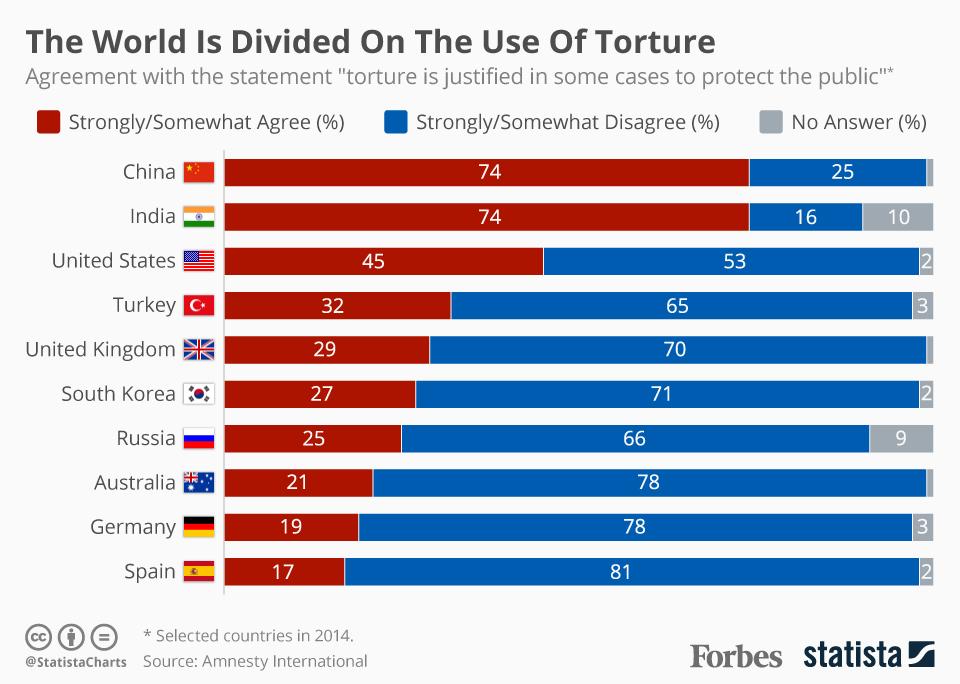 The World Is Divided On The Use Of Torture
Agreement with the statement "torture is justified in some cases to protect the public"*
Strongly/Somewhat Agree (%) Strongly/Somewhat Disagree (%) No Answer (%)
China 74 25
India 74 16 10
United States 45 53 2
Turkey 32 65 3
United Kingdom 29 70
South Korea 27 71 2
Russia 25 66 9
Australia 21 78
Germany 19 78 3
Spain 17 81 2
cc =
@StatistaCharts
* Selected countries in 2014.
Source: Amnesty International
Forbes statista